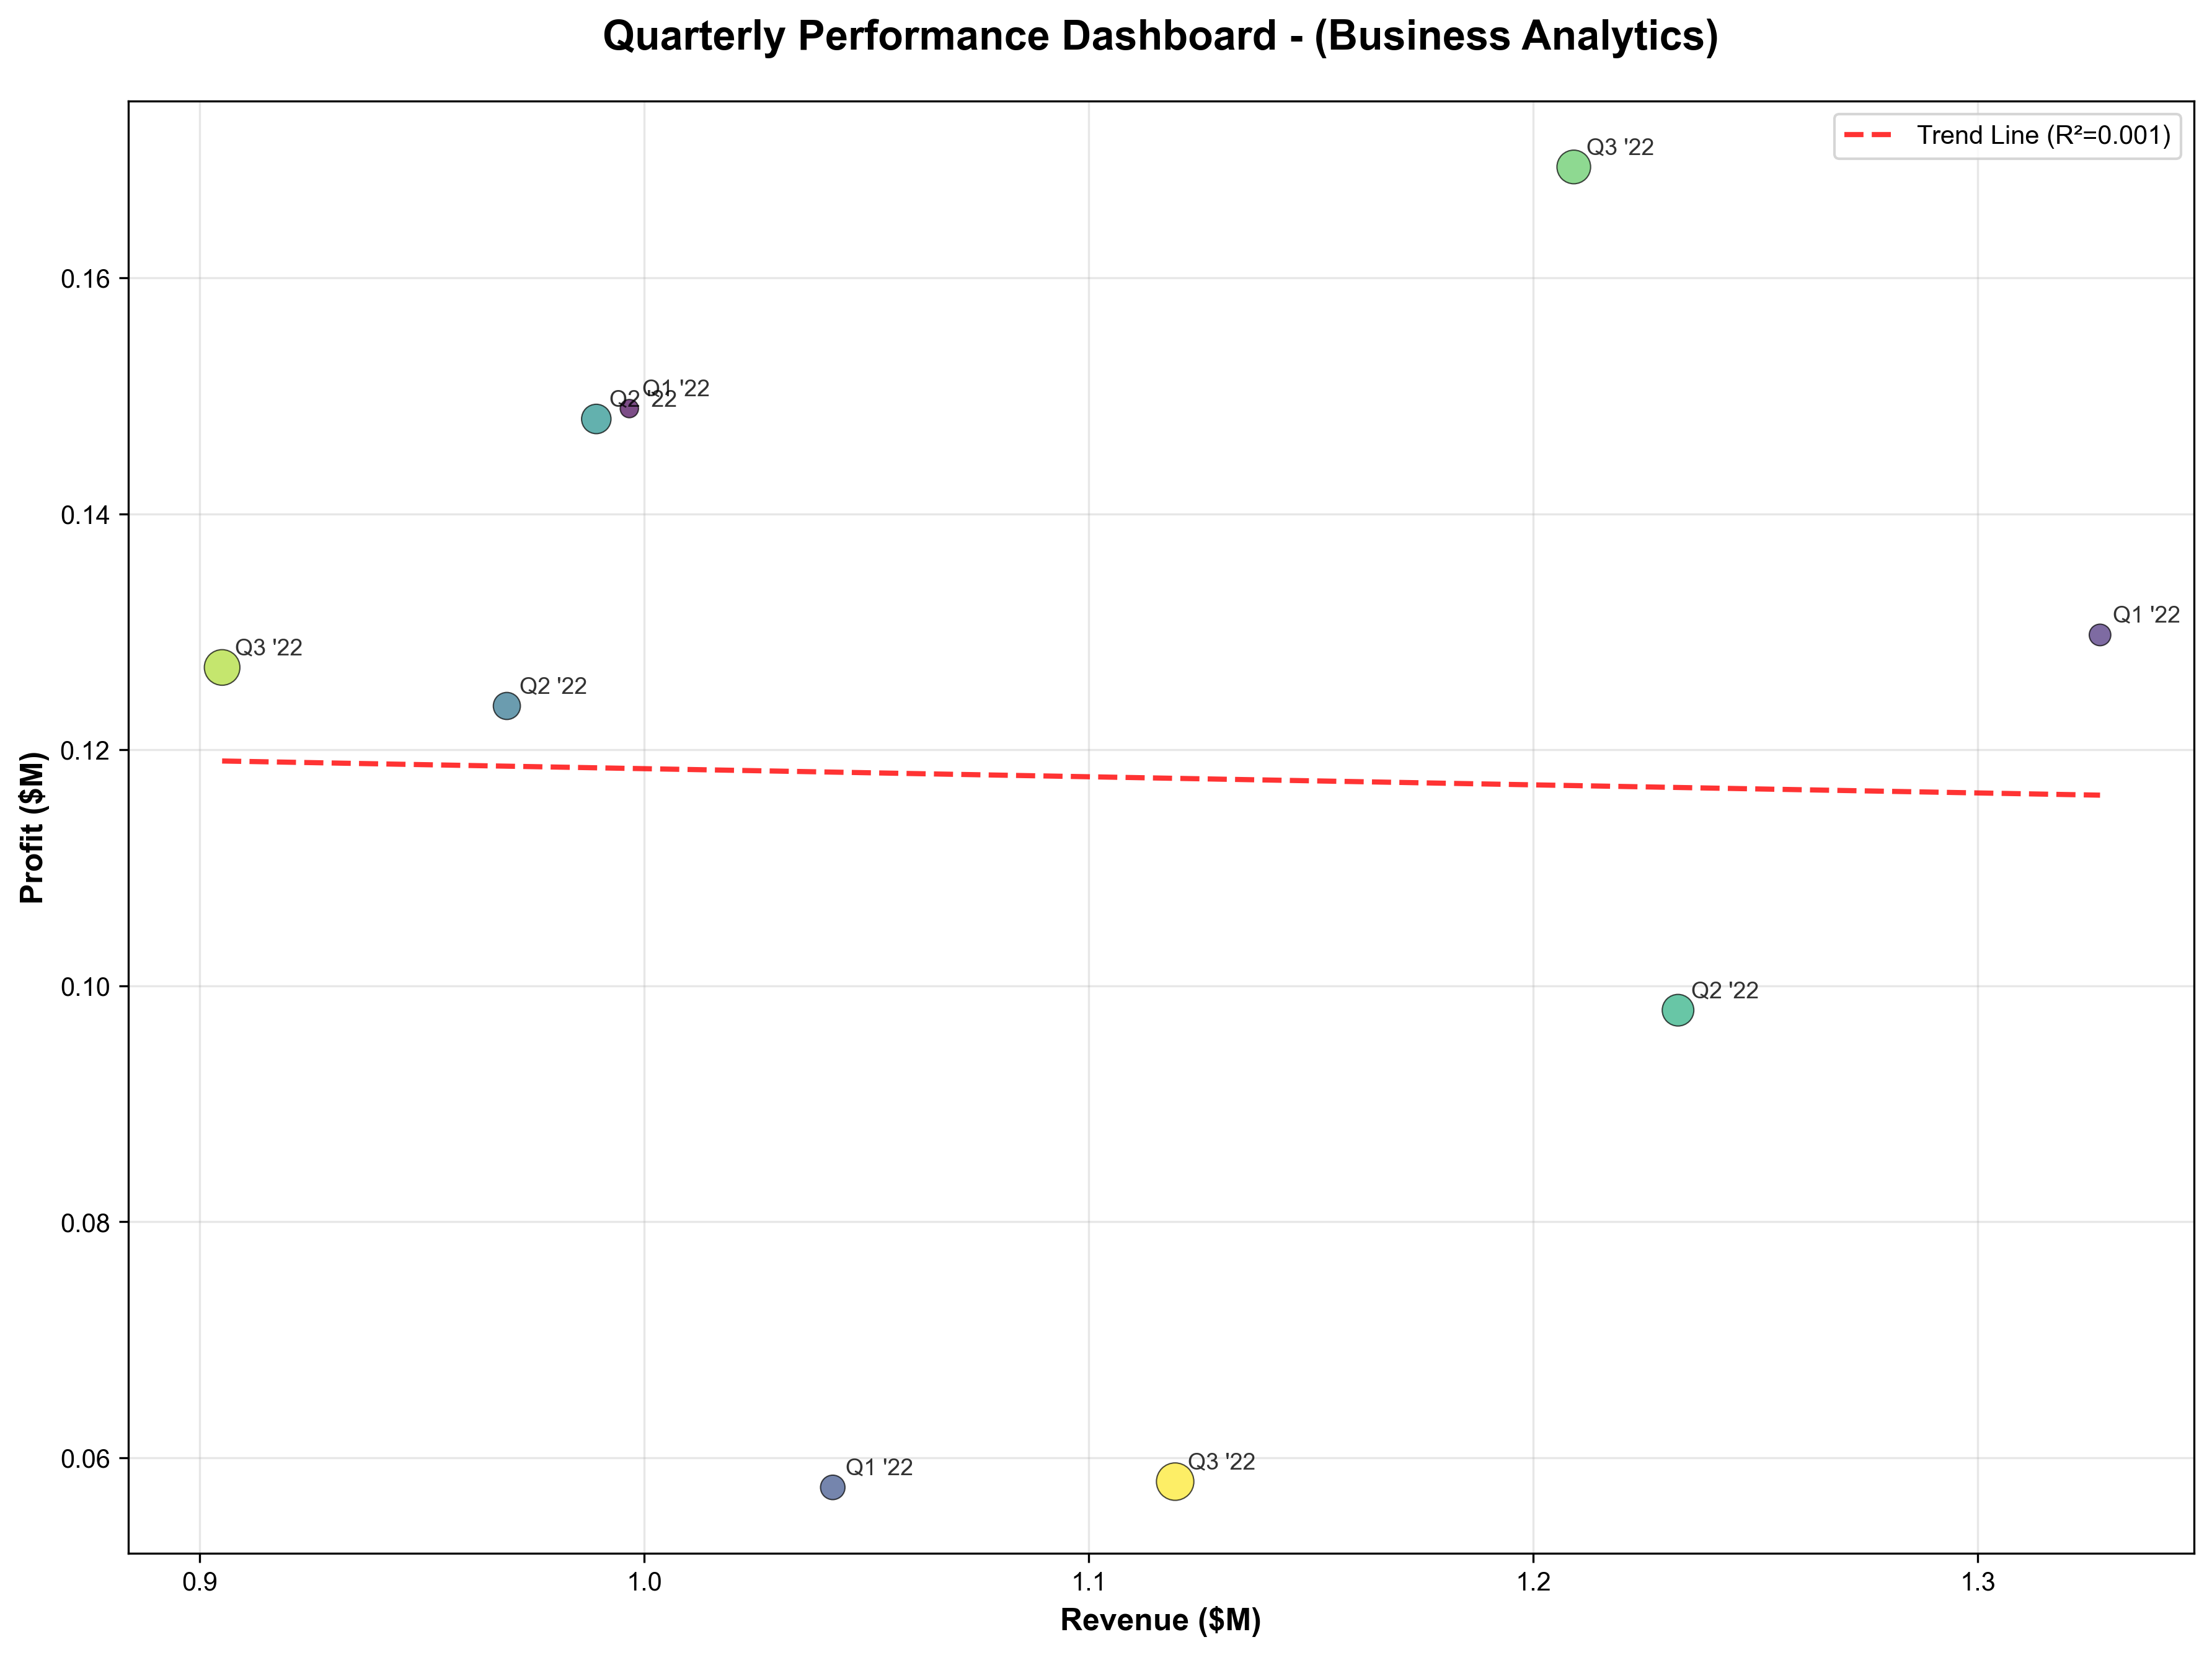 Quarterly Performance Dashboard - (Business Analytics)
Trend Line (R²=0.001)
Q3 '22
Q1 '22
Q2 '22
Q1 '22
Q3 '22
Q2 '22
Q2 '22
Q3 '22
Q1 '22
Profit ($M)
0.16
0.14
0.12
0.10
0.08
0.06
0.9
1.0
1.1
1.2
1.3
Revenue ($M)